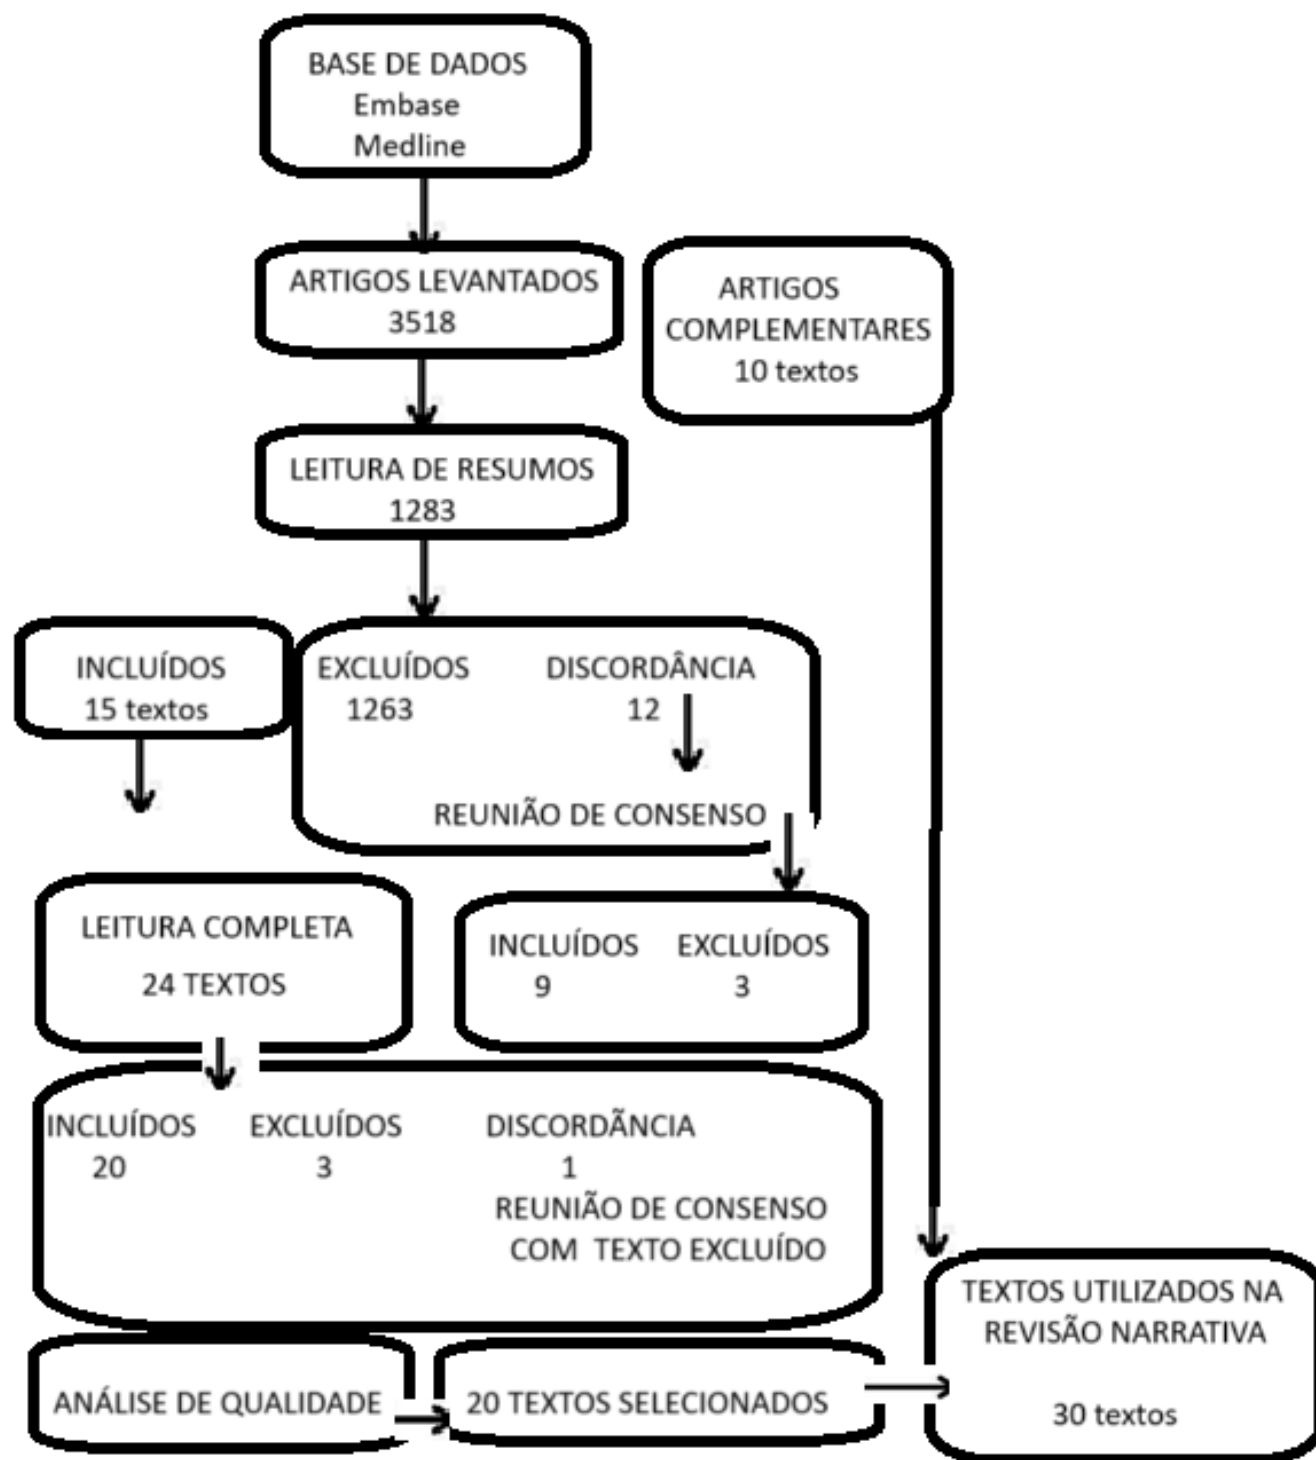 BASE DE DADOS
Embase
Medline
ARTIGOS LEVANTADOS
3518
ARTIGOS
COMPLEMENTARES
10 textos
LEITURA DE RESUMOS
1283
INCLUÍDOS
15 textos
EXCLUÍDOS DISCORDÂNCIA
1263 12
REUNIÃO DE CONSENSO
LEITURA COMPLETA
24 TEXTOS
INCLUÍDOS EXCLUÍDOS
9 3
INCLUÍDOS EXCLUÍDOS DISCORDÃNCIA
20 3 1
REUNIÃO DE CONSENSO
COM TEXTO EXCLUÍDO
ANÁLISE DE QUALIDADE
20 TEXTOS SELECIONADOS
TEXTOS UTILIZADOS NA
REVISÃO NARRATIVA
30 textos